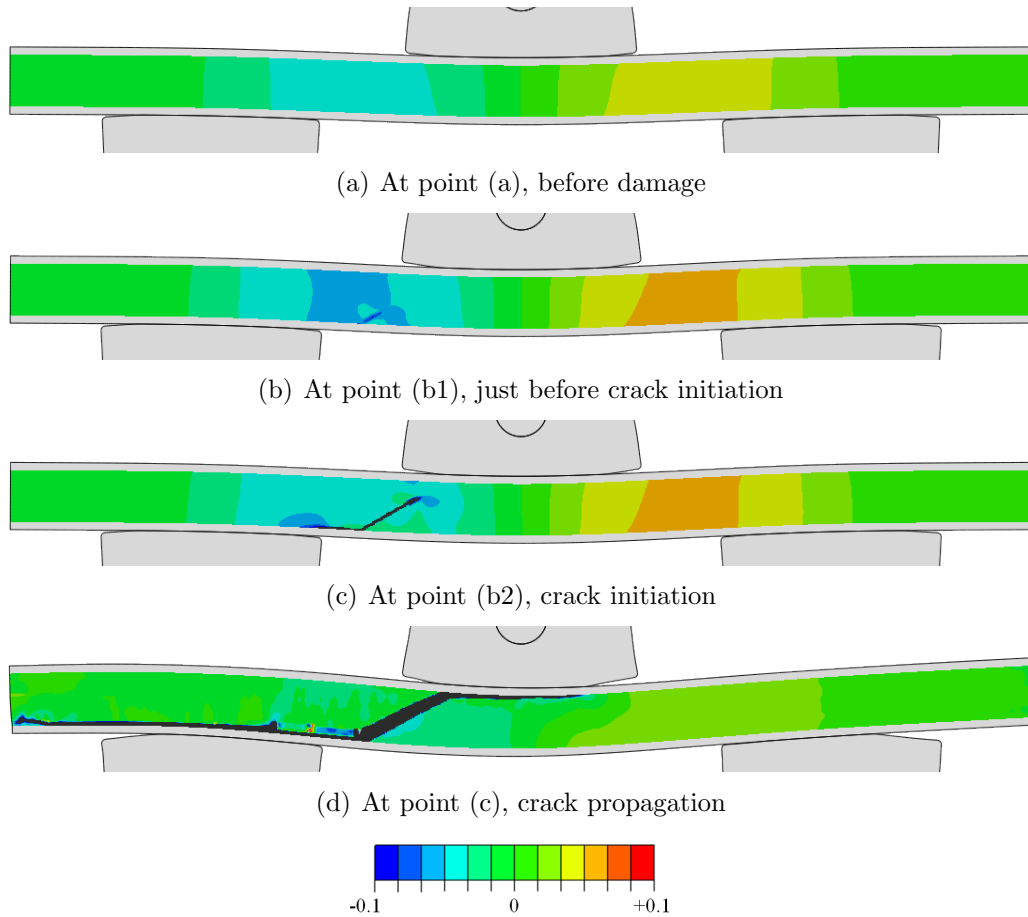 (a) At point (a), before damage
(b) At point (b1), just before crack initiation
(c) At point (b2), crack initiation
(d) At point (c), crack propagation
-0.1 0 +0.1